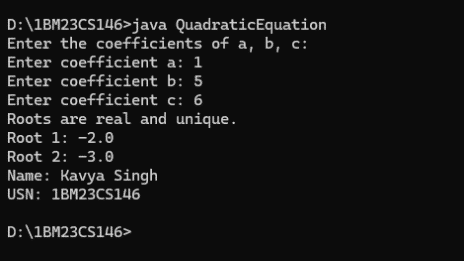 D:\1BM23CS146>java QuadraticEquation
Enter the coefficients of a, b, c:
Enter coefficient a: 1
Enter coefficient b: 5
Enter coefficient c: 6
Roots are real and unique.
Root 1: -2.0
Root 2: -3.0
Name: Kavya Singh
USN: 1BM23CS146
D:\1BM23CS146>